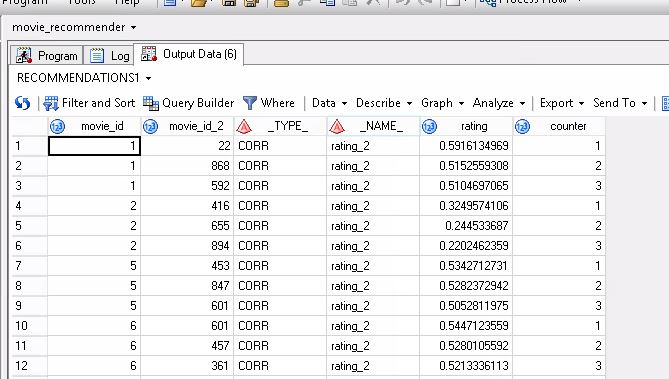 Program Tools Help Process Flow
movie_recommender
Program Log Output Data (6)
RECOMMENDATIONS1
Filter and Sort Query Builder Where Data Describe Graph Analyze Export Send To
movie_id movie_id_2 _TYPE_ _NAME_ rating counter
1 1 22 CORR rating_2 0.5916134969 1
2 1 868 CORR rating_2 0.5152559308 2
3 1 592 CORR rating_2 0.5104697065 3
4 2 416 CORR rating_2 0.3249574106 1
5 2 655 CORR rating_2 0.244533687 2
6 2 894 CORR rating_2 0.2202462359 3
7 5 453 CORR rating_2 0.5342712731 1
8 5 847 CORR rating_2 0.5282372942 2
9 5 601 CORR rating_2 0.5052811975 3
10 6 601 CORR rating_2 0.5447123559 1
11 6 457 CORR rating_2 0.5280105592 2
12 6 361 CORR rating_2 0.5213336113 3